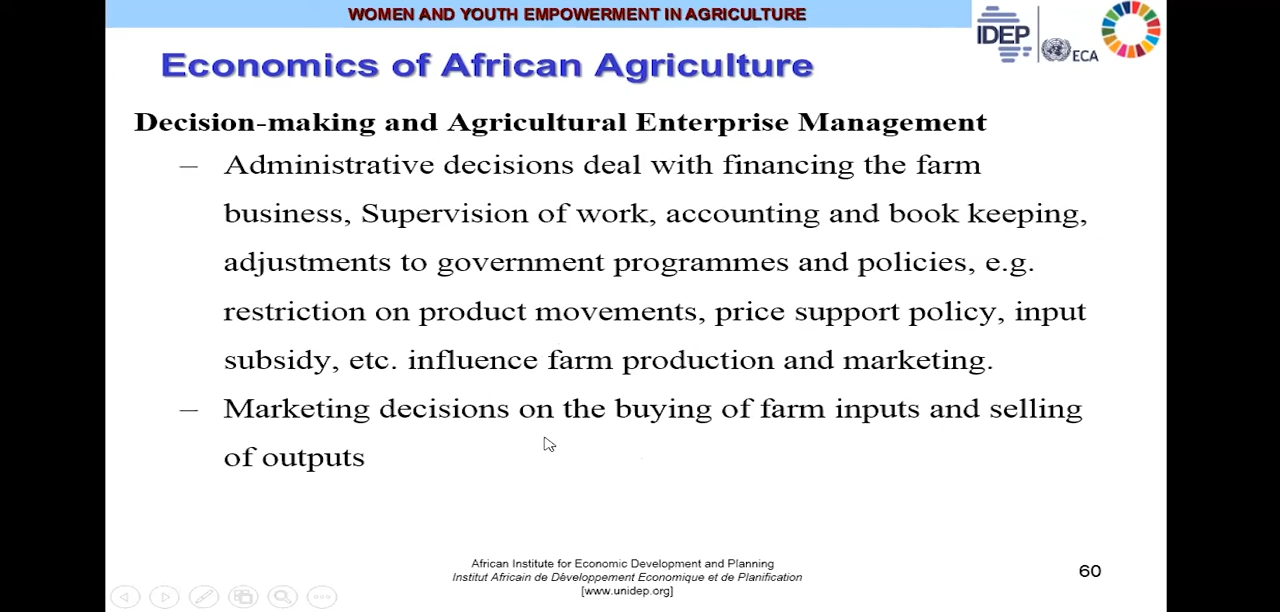 WOMEN AND YOUTH EMPOWERMENT IN AGRICULTURE
IDEP
ECA
Economics of African Agriculture
Decision-making and Agricultural Enterprise Management
– Administrative decisions deal with financing the farm
business, Supervision of work, accounting and book keeping,
adjustments to government programmes and policies, e.g.
restriction on product movements, price support policy, input
subsidy, etc. influence farm production and marketing.
– Marketing decisions on the buying of farm inputs and selling
of outputs
African Institute for Economic Development and Planning
Institut Africain de Développement Economique et de Planification
[www.unidep.org]
60